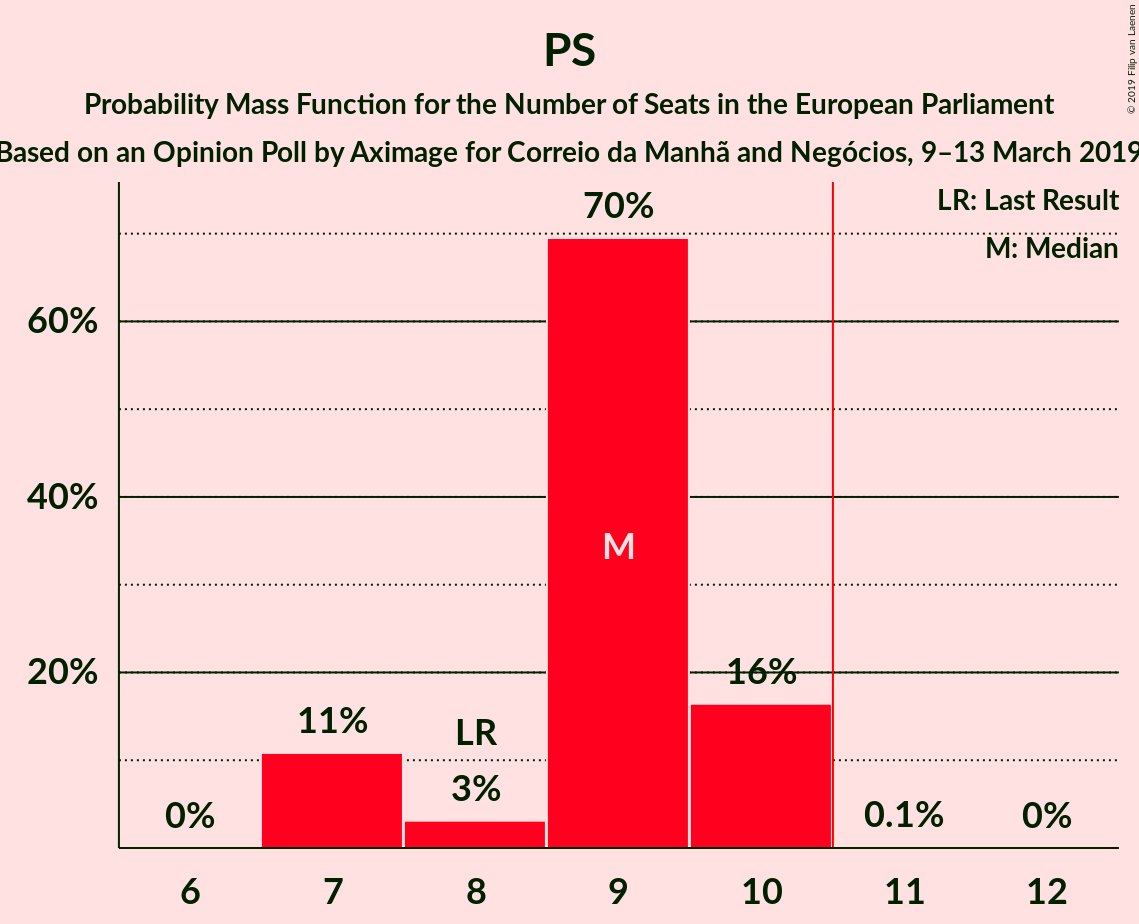 PS
Probability Mass Function for the Number of Seats in the European Parliament
Based on an Opinion Poll by Aximage for Correio da Manhã and Negócios, 9–13 March 2019
© 2019 Filip van Laenen
LR: Last Result
M: Median
70%
60%
40%
M
20%
16%
11%
LR
3%
0%
0.1%
0%
6 7 8 9 10 11 12